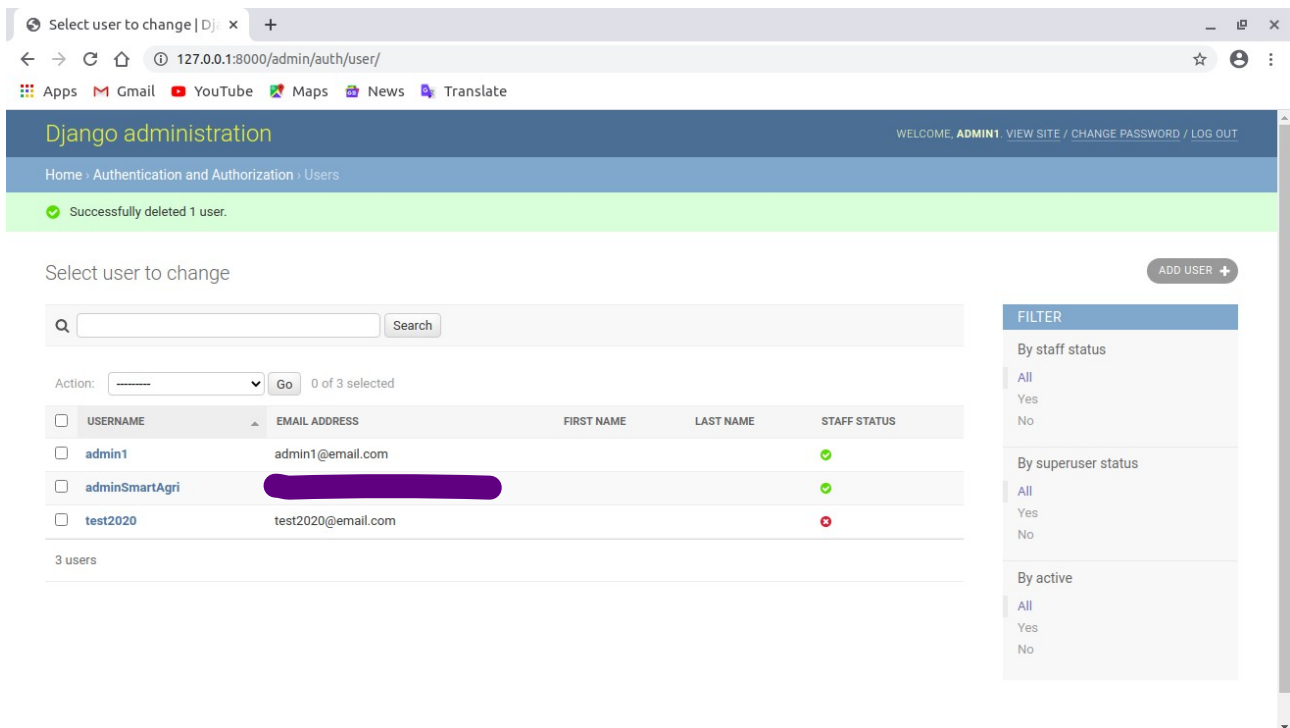 Select user to change | Dj
127.0.0.1:8000/admin/auth/user/
Apps Gmail YouTube Maps News Translate
Django administration WELCOME, ADMIN1. VIEW SITE / CHANGE PASSWORD / LOG OUT
Home › Authentication and Authorization › Users
Successfully deleted 1 user.
Select user to change ADD USER +
Search
Action: --------- Go 0 of 3 selected
USERNAME EMAIL ADDRESS FIRST NAME LAST NAME STAFF STATUS
admin1 admin1@email.com
adminSmartAgri
test2020 test2020@email.com
3 users
FILTER
By staff status
All
Yes
No
By superuser status
All
Yes
No
By active
All
Yes
No